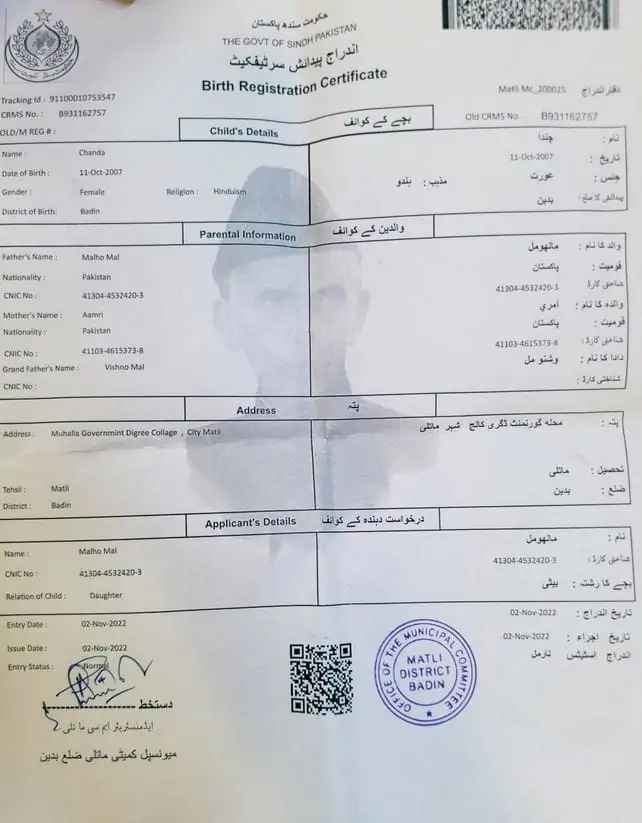 حکومت سندھ پاکستان
THE GOVT OF SINDH PAKISTAN
اندراج پیدائش سرٹیفکیٹ
Birth Registration Certificate
Tracking Id : 91100010753547
Matli Mc_200025 دفتر اندراج
CRMS No. : B931162757
Old CRMS No. B931162757
OLD/M REG # :
Child's Details بچے کے کوائف
Name : Chanda
نام : چندا
Date of Birth : 11-Oct-2007
تاریخ : 11-Oct-2007
Gender : Female Religion : Hinduism
جنس : عورت مذہب : ہندو
District of Birth: Badin
پیدائش کا ضلع : بدین
Parental Information والدین کے کوائف
Father's Name : Malho Mal
والد کا نام : مالھومل
Nationality : Pakistan
قومیت : پاکستان
CNIC No : 41304-4532420-3
شناختی کارڈ : 41304-4532420-3
Mother's Name : Aamri
والدہ کا نام : آمری
Nationality : Pakistan
قومیت : پاکستان
CNIC No : 41103-4615373-8
شناختی کارڈ : 41103-4615373-8
Grand Father's Name : Vishno Mal
دادا کا نام : وشنو مل
CNIC No :
شناختی کارڈ :
Address پتہ
Address : Muhalla Governmint Digree Collage , City Matli
پتہ : محلہ گورنمنٹ ڈگری کالج شہر ماتلی
Tehsil : Matli
تحصیل : ماتلی
District : Badin
ضلع : بدین
Applicant's Details درخواست دہندہ کے کوائف
Name : Malho Mal
نام : مالھومل
CNIC No : 41304-4532420-3
شناختی کارڈ : 41304-4532420-3
Relation of Child : Daughter
بچے کا رشتہ : بیٹی
Entry Date : 02-Nov-2022
تاریخ اندراج : 02-Nov-2022
Issue Date : 02-Nov-2022
تاریخ اجراء : 02-Nov-2022
Entry Status : Normal
اندراج اسٹیٹس نارمل
OFFICE OF THE MUNICIPAL COMMITTEE
MATLI
DISTRICT
BADIN
دستخط
ایڈمنسٹریٹر ایم سی ماتلی
میونسپل کمیٹی ماتلی ضلع بدین